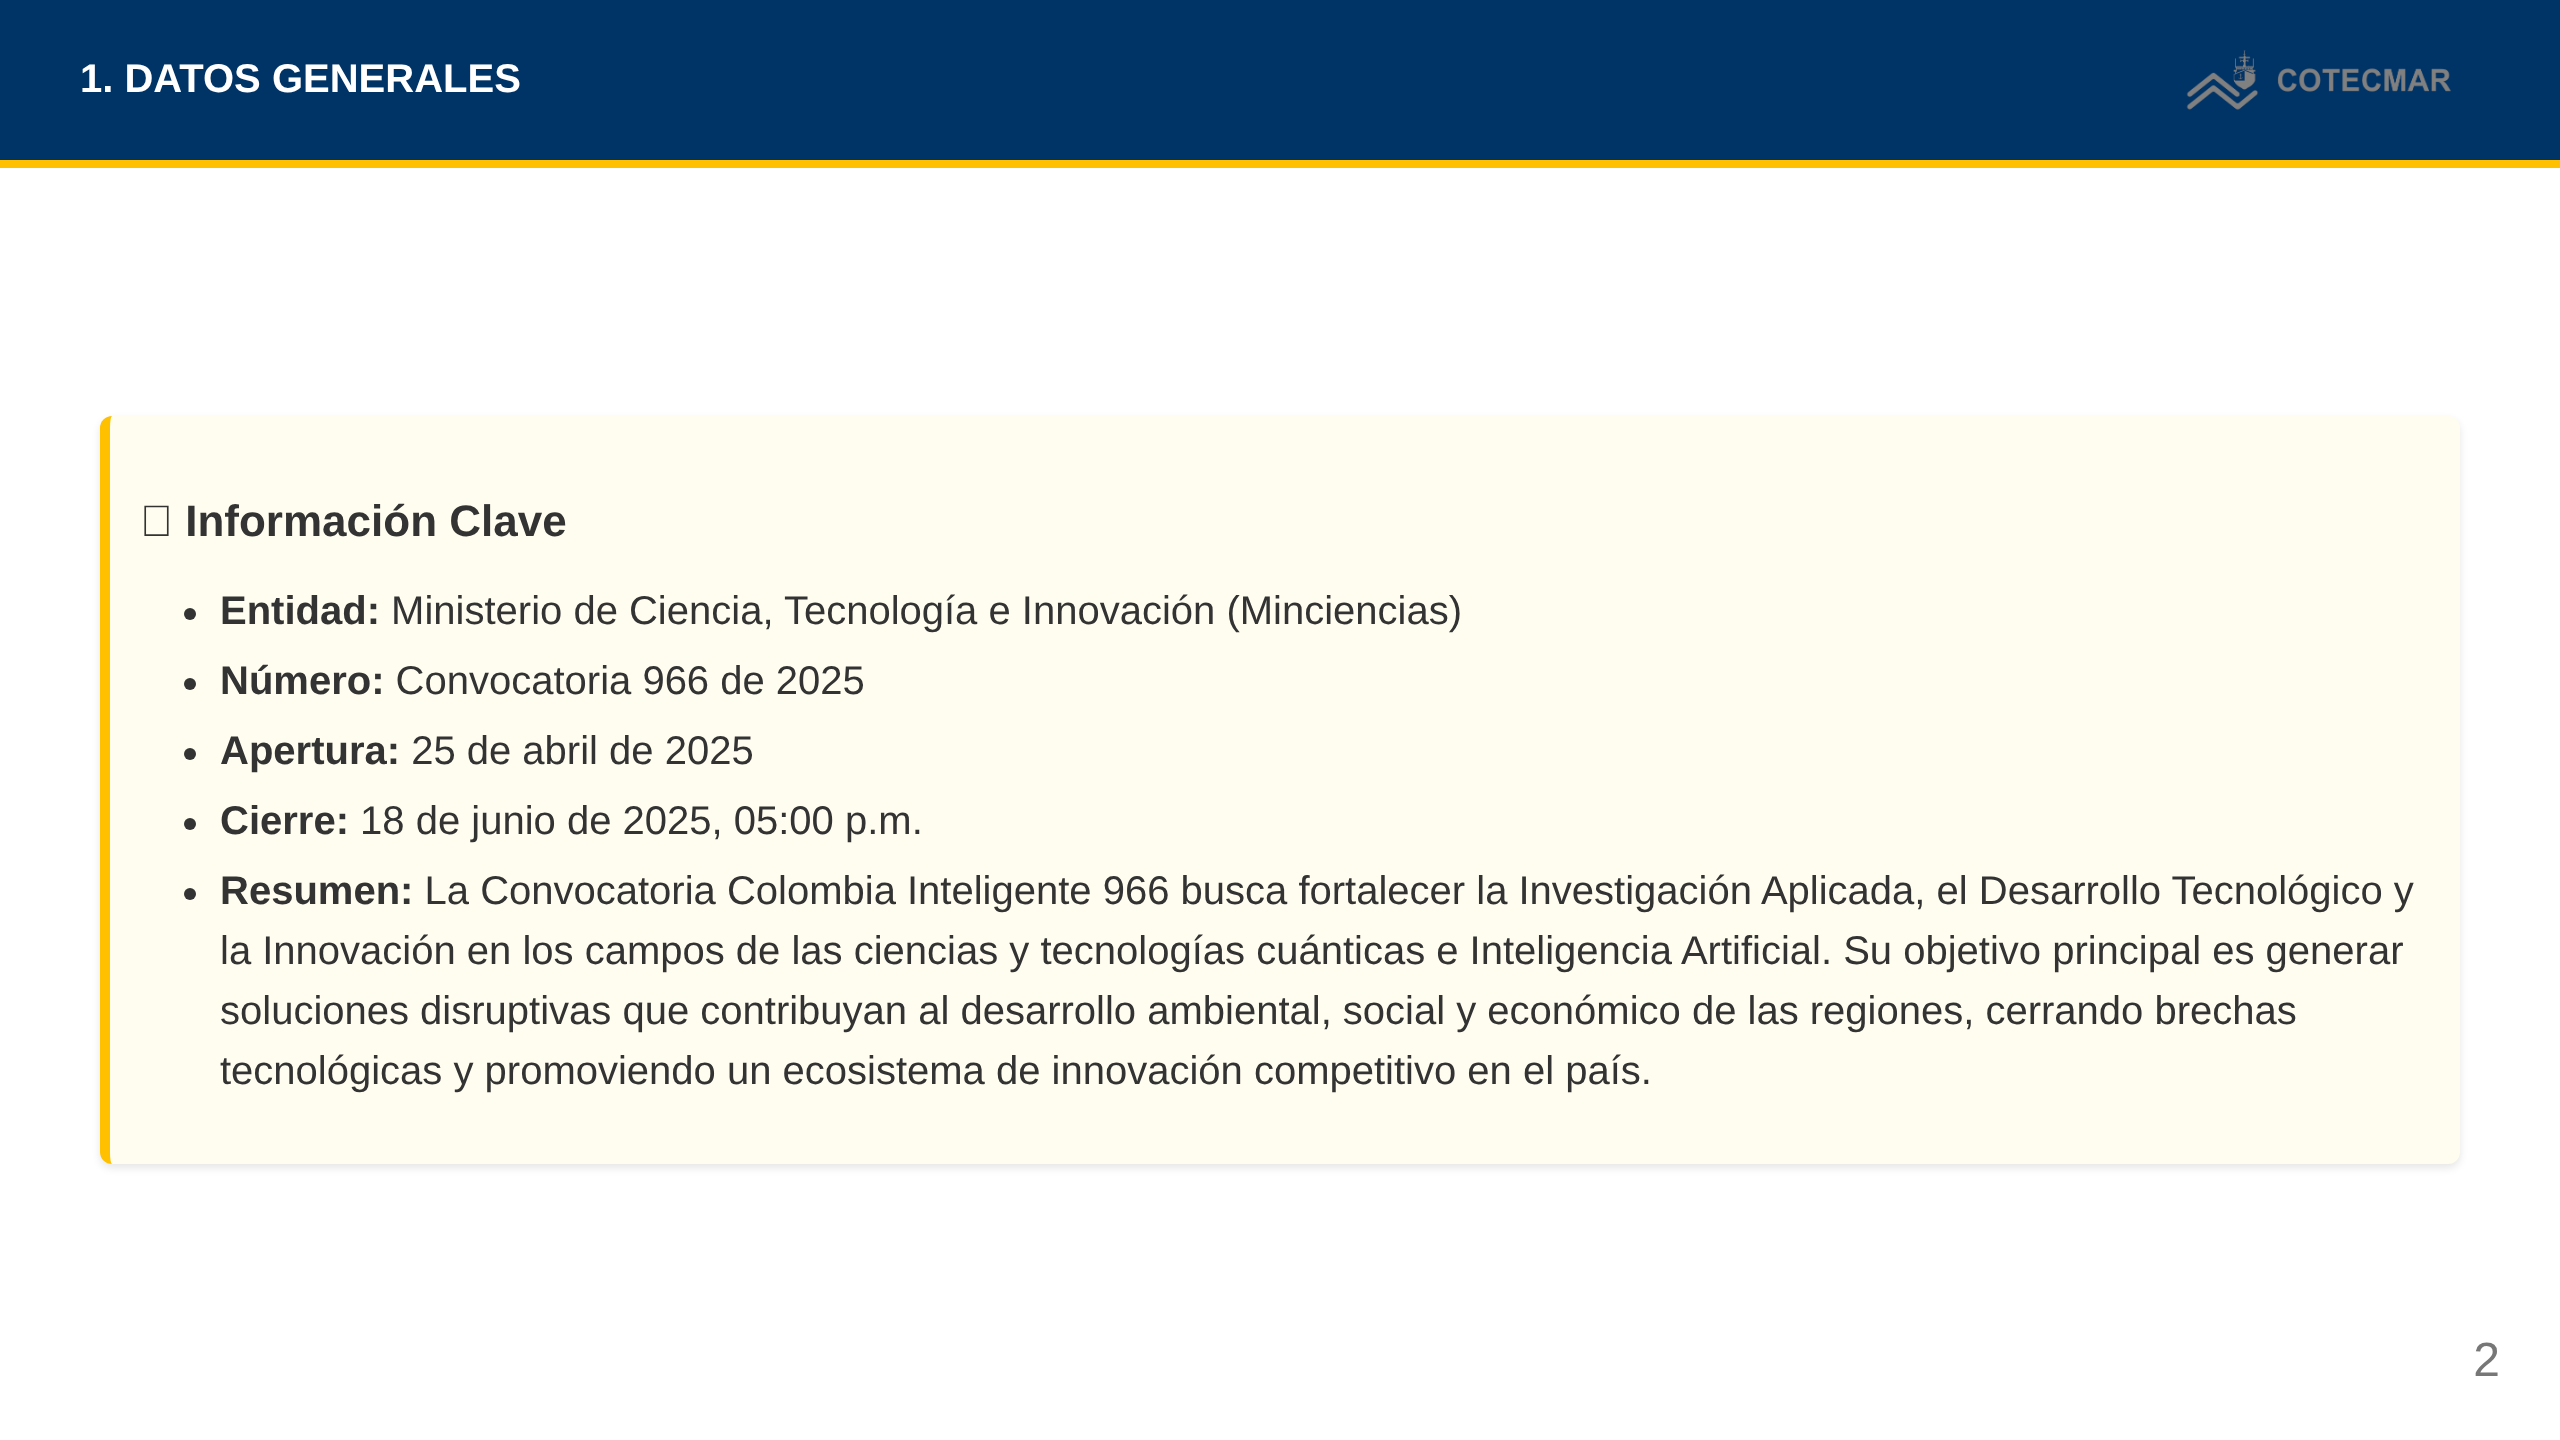 1. DATOS GENERALES
COTECMAR
Información Clave
• Entidad: Ministerio de Ciencia, Tecnología e Innovación (Minciencias)
• Número: Convocatoria 966 de 2025
• Apertura: 25 de abril de 2025
• Cierre: 18 de junio de 2025, 05:00 p.m.
• Resumen: La Convocatoria Colombia Inteligente 966 busca fortalecer la Investigación Aplicada, el Desarrollo Tecnológico y
la Innovación en los campos de las ciencias y tecnologías cuánticas e Inteligencia Artificial. Su objetivo principal es generar
soluciones disruptivas que contribuyan al desarrollo ambiental, social y económico de las regiones, cerrando brechas
tecnológicas y promoviendo un ecosistema de innovación competitivo en el país.
2